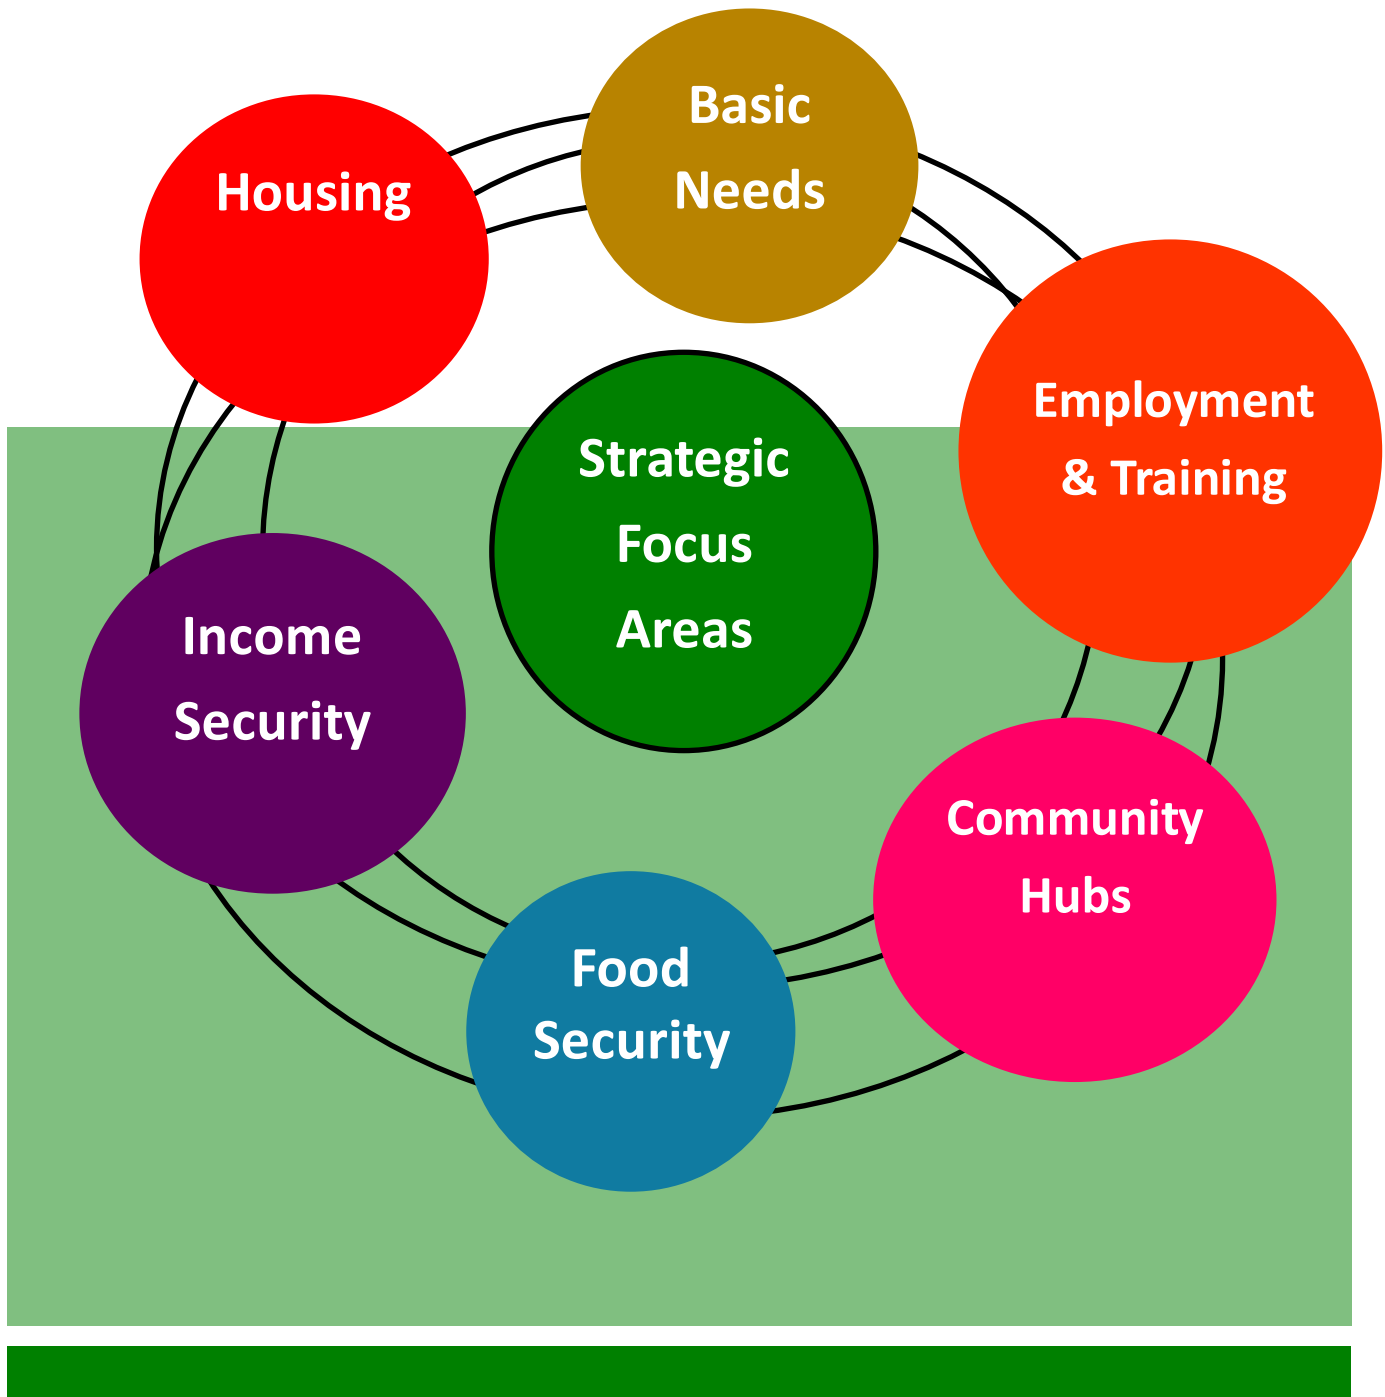 Basic
Needs
Housing
Employment
& Training
Strategic
Focus
Areas
Income
Security
Community
Hubs
Food
Security